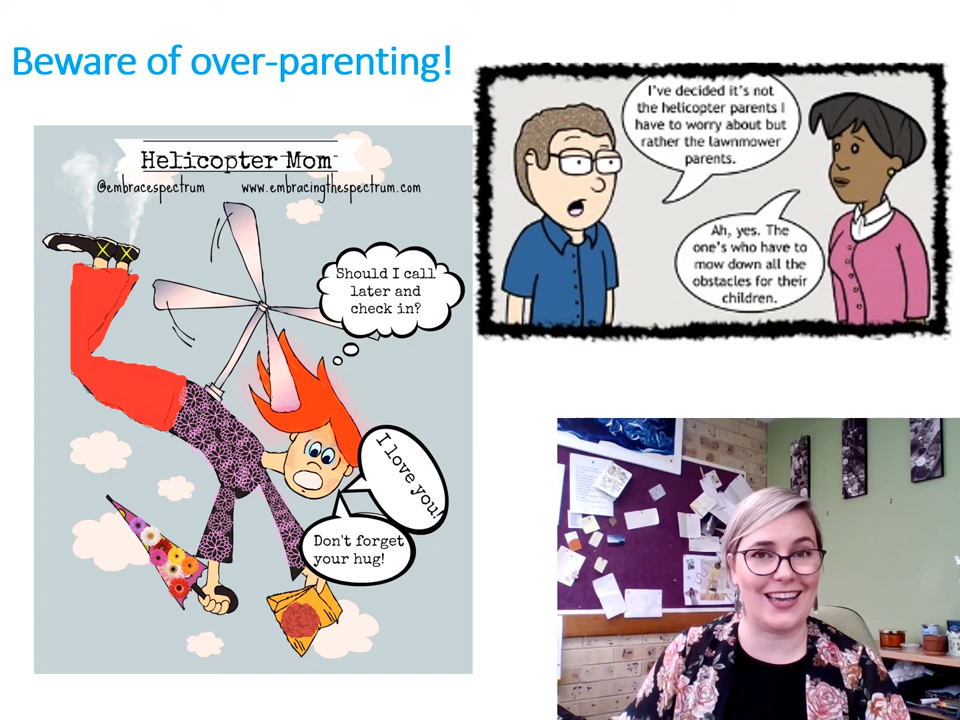 Beware of over-parenting!
Helicopter Mom
@embracespectrum www.embracingthespectrum.com
Should I call
later and
check in?
I love you!
Don't forget
your hug!
I've decided it's not
the helicopter parents I
have to worry about but
rather the lawnmower
parents.
Ah, yes. The
one's who have to
mow down all the
obstacles for their
children.